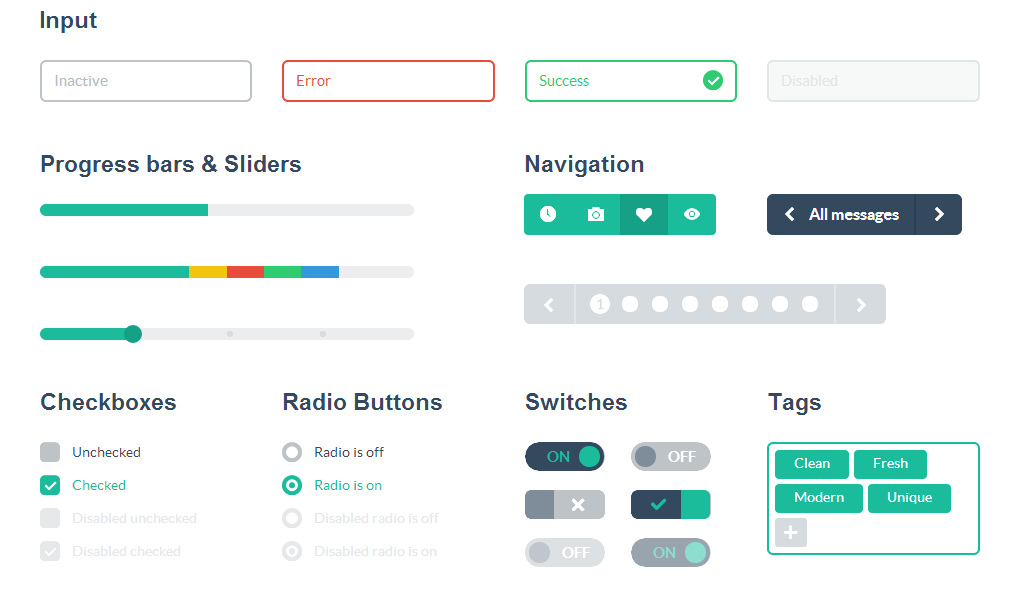 Input
Inactive
Error
Success
Disabled
Progress bars & Sliders
Navigation
All messages
1
Checkboxes
Unchecked
Checked
Disabled unchecked
Disabled checked
Radio Buttons
Radio is off
Radio is on
Disabled radio is off
Disabled radio is on
Switches
ON
OFF
OFF
ON
Tags
Clean
Fresh
Modern
Unique